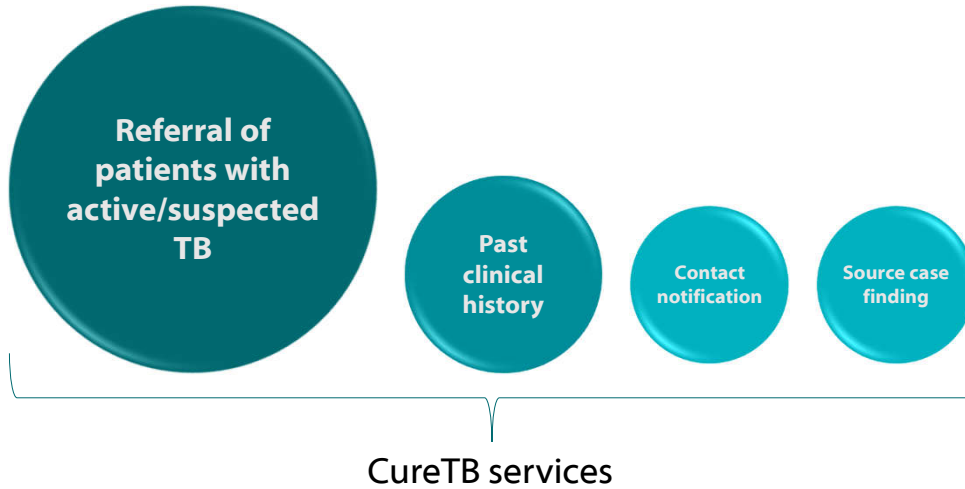 Referral of
patients with
active/suspected
TB
Past
clinical
history
Contact
notification
Source case
finding
CureTB services